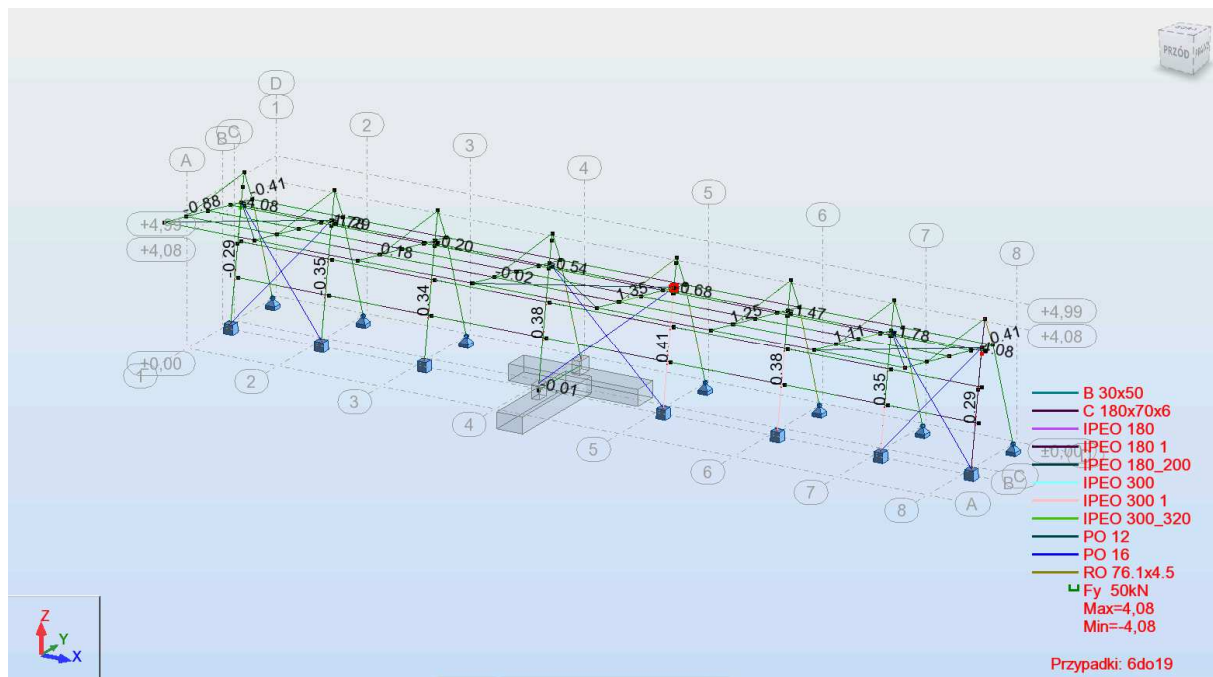 PRZÓD
D
1
2
3
4
5
6
7
8
A
B
C
-0.41
-0.88
-4.08
+4,08
-0.29
-0.35
0.34
0.18
-0.20
-0.02
-0.54
0.38
1.35
0.68
0.41
1.25
1.47
0.38
1.11
1.78
0.35
0.41
0.29
-0.01
+4,99
+4,08
±0,00
1
2
3
4
5
6
7
8
A
B
C
B 30x50
C 180x70x6
IPEO 180
IPEO 180 1
IPEO 180_200
IPEO 300
IPEO 300 1
IPEO 300_320
PO 12
PO 16
RO 76.1x4.5
Fy 50kN
Max=4,08
Min=-4,08
Przypadki: 6do19
Z
Y
X